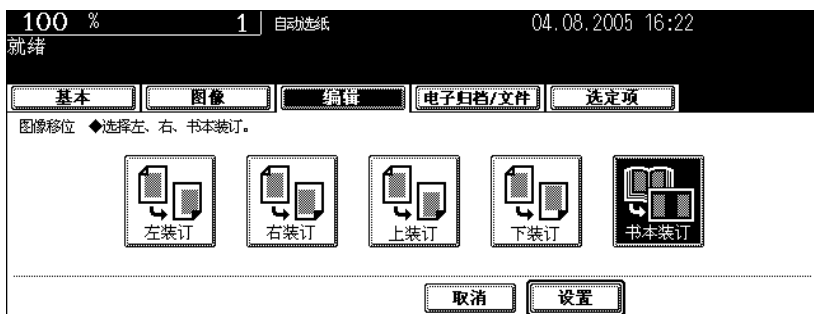 100 % 1 自动选纸 04.08.2005 16:22
就绪
基本 图像 编辑 电子归档/文件 选定项
图像移位 ◆选择左、右、书本装订。
左装订 右装订 上装订 下装订 书本装订
取消 设置